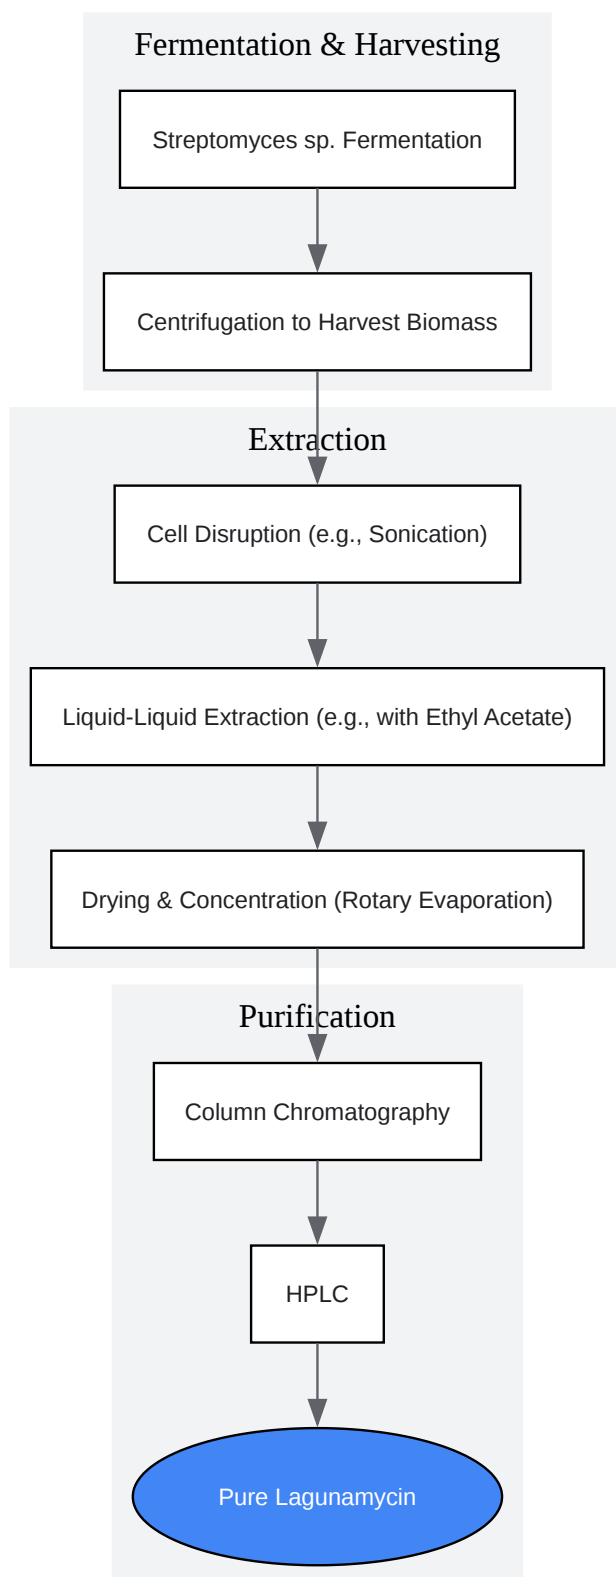 Fermentation & Harvesting
Streptomyces sp. Fermentation
Centrifugation to Harvest Biomass
Extraction
Cell Disruption (e.g., Sonication)
Liquid-Liquid Extraction (e.g., with Ethyl Acetate)
Drying & Concentration (Rotary Evaporation)
Purification
Column Chromatography
HPLC
Pure Lagunamycin